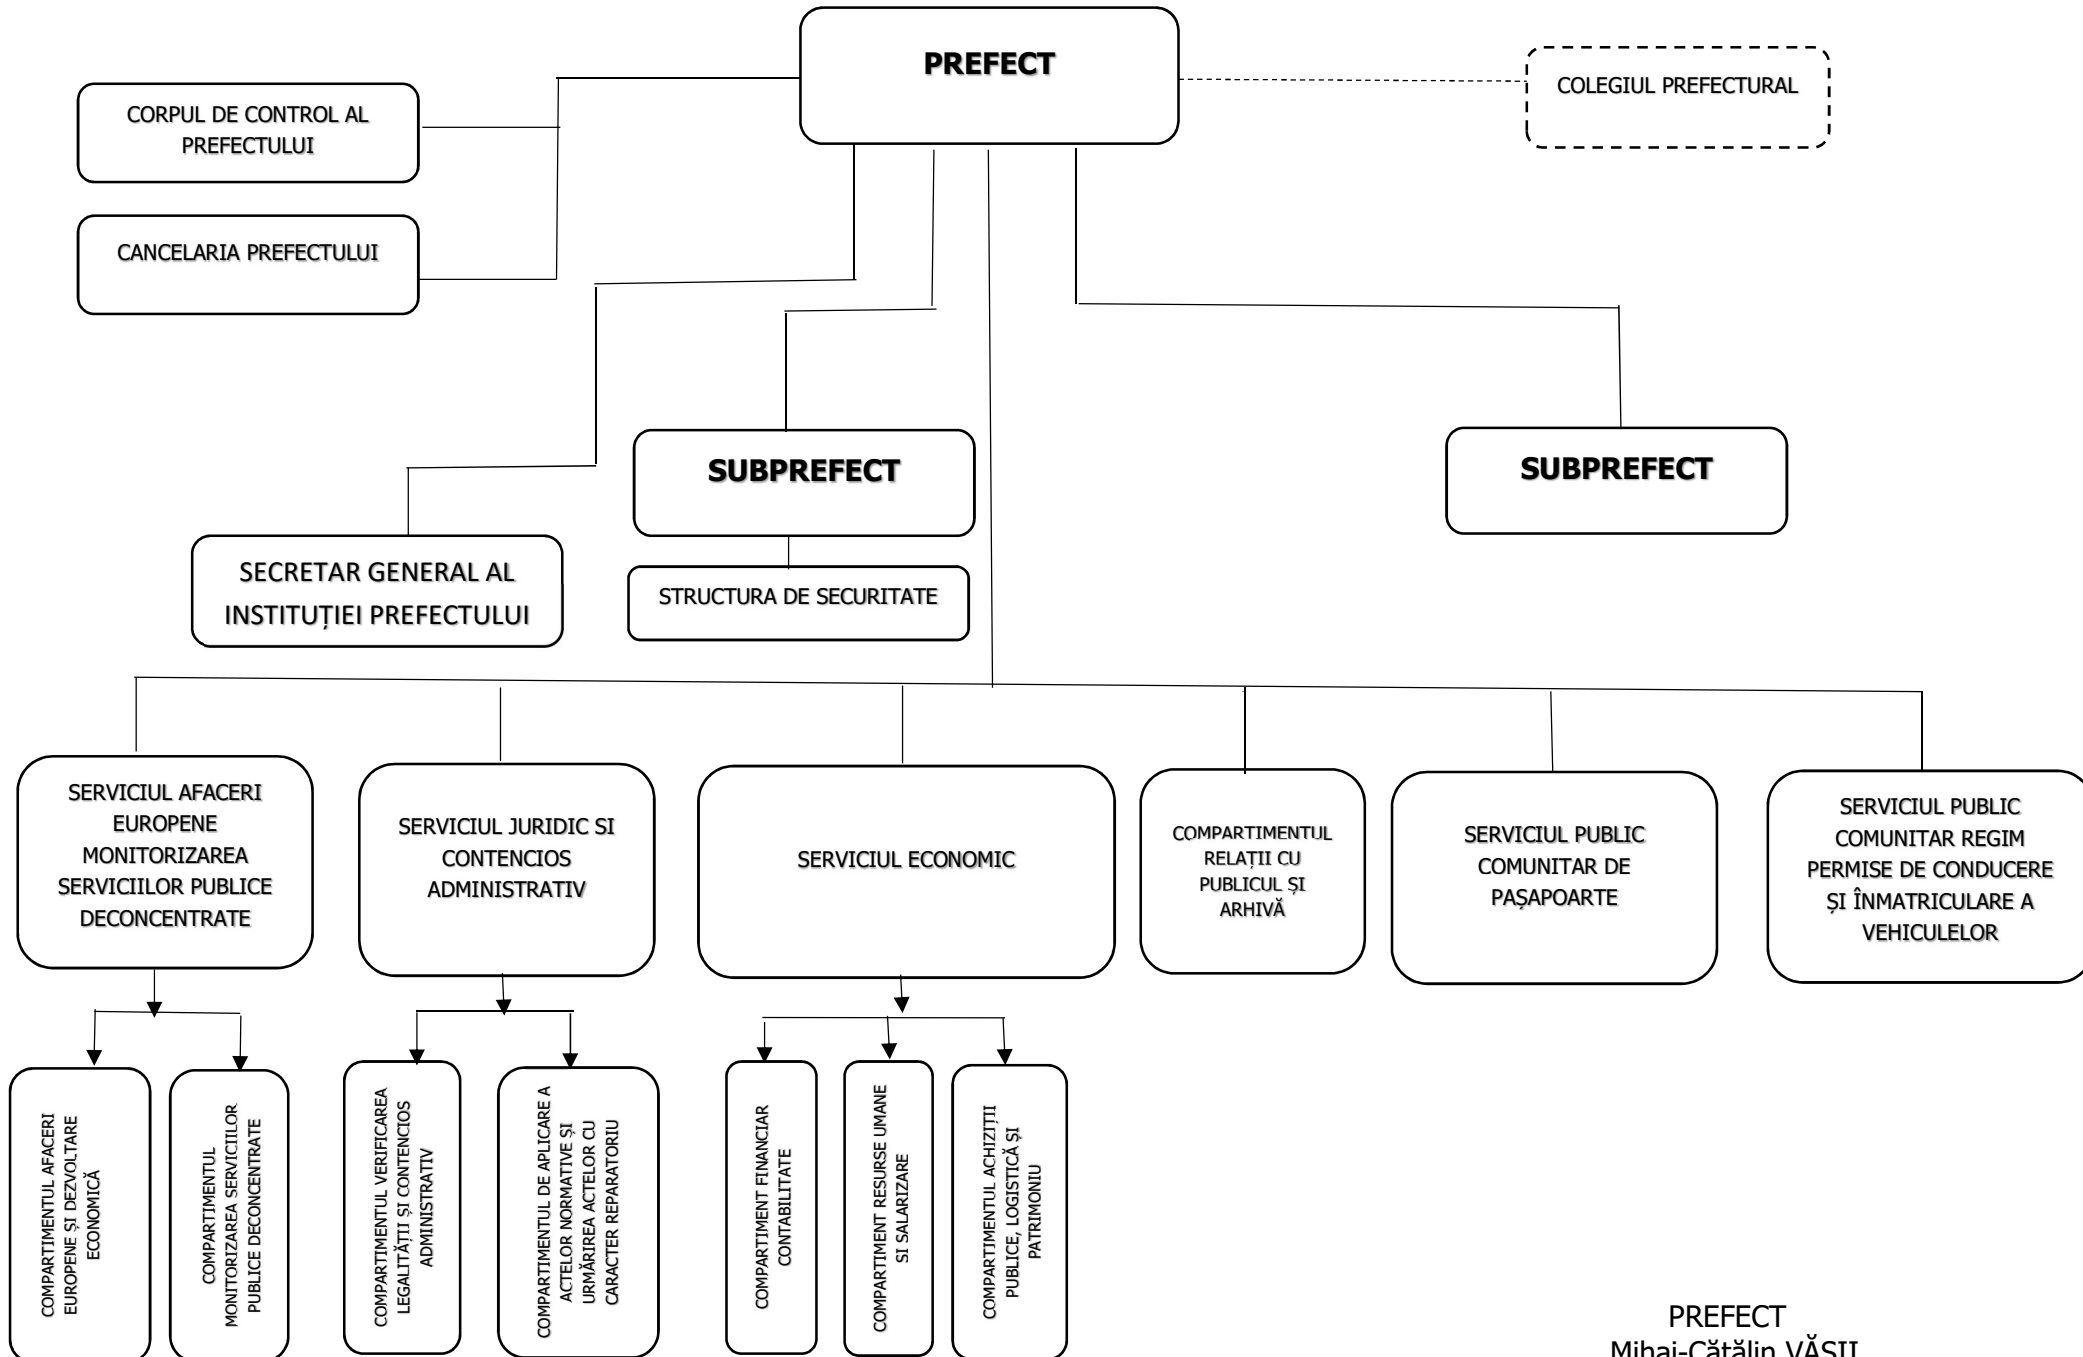 PREFECT
COLEGIUL PREFECTURAL
CORPUL DE CONTROL AL
PREFECTULUI
CANCELARIA PREFECTULUI
SUBPREFECT
SUBPREFECT
SECRETAR GENERAL AL
INSTITUȚIEI PREFECTULUI
STRUCTURA DE SECURITATE
SERVICIUL AFACERI
EUROPENE
MONITORIZAREA
SERVICIILOR PUBLICE
DECONCENTRATE
SERVICIUL JURIDIC SI
CONTENCIOS
ADMINISTRATIV
SERVICIUL ECONOMIC
COMPARTIMENTUL
RELAȚII CU
PUBLICUL ȘI
ARHIVĂ
SERVICIUL PUBLIC
COMUNITAR DE
PAȘAPOARTE
SERVICIUL PUBLIC
COMUNITAR REGIM
PERMISE DE CONDUCERE
ȘI ÎNMATRICULARE A
VEHICULELOR
COMPARTIMENTUL AFACERI
EUROPENE ȘI DEZVOLTARE
ECONOMICĂ
COMPARTIMENTUL
MONITORIZAREA SERVICIILOR
PUBLICE DECONCENTRATE
COMPARTIMENTUL VERIFICAREA
LEGALITĂȚII ȘI CONTENCIOS
ADMINISTRATIV
COMPARTIMENTUL DE APLICARE A
ACTELOR NORMATIVE ȘI
URMĂRIREA ACTELOR CU
CARACTER REPARATORIU
COMPARTIMENT FINANCIAR
CONTABILITATE
COMPARTIMENT RESURSE UMANE
SI SALARIZARE
COMPARTIMENTUL ACHIZIȚII
PUBLICE, LOGISTICĂ ȘI
PATRIMONIU
PREFECT
Mihai-Cătălin VĂSII